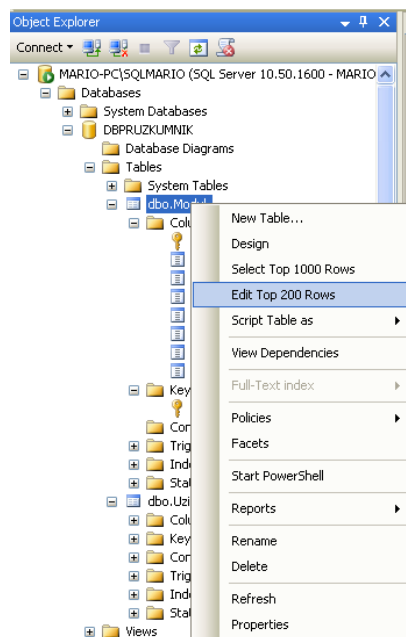 Object Explorer
Connect
MARIO-PC\SQLMARIO (SQL Server 10.50.1600 - MARIO
Databases
System Databases
DBPRUZKUMNIK
Database Diagrams
Tables
System Tables
dbo.Modul
New Table...
Design
Select Top 1000 Rows
Edit Top 200 Rows
Script Table as
View Dependencies
Full-Text index
Policies
Facets
Start PowerShell
Reports
Rename
Delete
Refresh
Properties
Colu
Key
Con
Trig
Inde
Stat
dbo.Uzi
Colu
Key
Con
Trig
Inde
Stat
Views